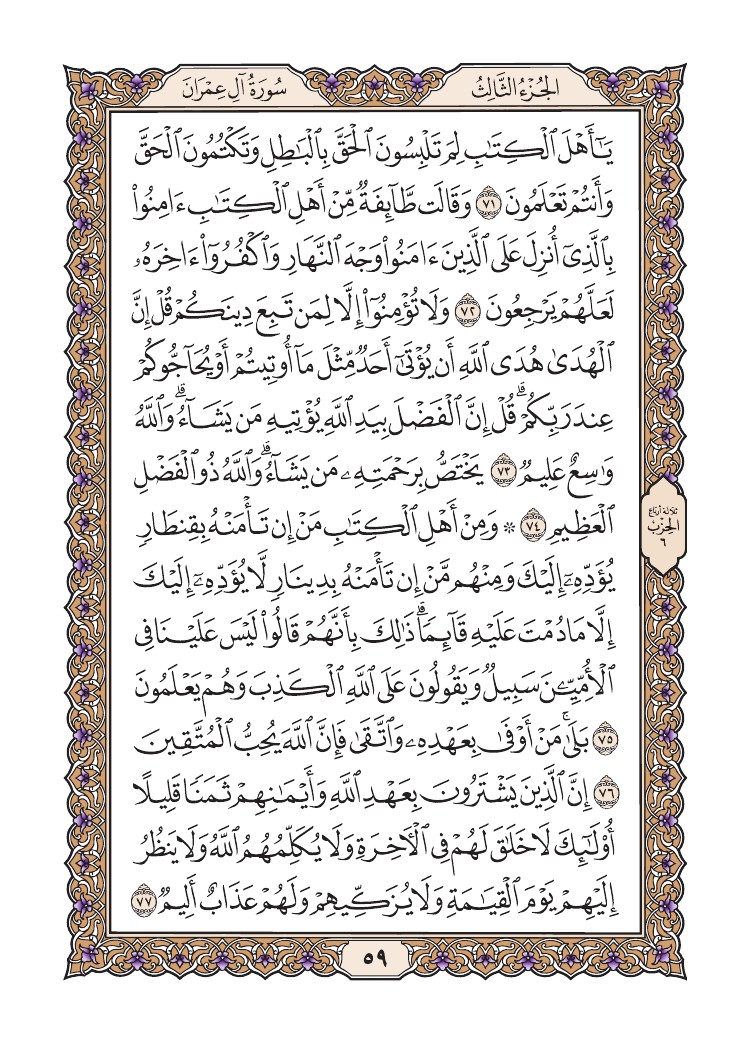 الجُزْءُ الثَّالِثُ
سُورَةُ آلِ عِمْرَانَ
يَٰٓأَهْلَ ٱلْكِتَٰبِ لِمَ تَلْبِسُونَ ٱلْحَقَّ بِٱلْبَٰطِلِ وَتَكْتُمُونَ ٱلْحَقَّ
وَأَنتُمْ تَعْلَمُونَ ٧١ وَقَالَت طَّآئِفَةٌ مِّنْ أَهْلِ ٱلْكِتَٰبِ ءَامِنُوا۟
بِٱلَّذِىٓ أُنزِلَ عَلَى ٱلَّذِينَ ءَامَنُوا۟ وَجْهَ ٱلنَّهَارِ وَٱكْفُرُوٓا۟ ءَاخِرَهُۥ
لَعَلَّهُمْ يَرْجِعُونَ ٧٢ وَلَا تُؤْمِنُوٓا۟ إِلَّا لِمَن تَبِعَ دِينَكُمْ قُلْ إِنَّ
ٱلْهُدَىٰ هُدَى ٱللَّهِ أَن يُؤْتَىٰٓ أَحَدٌ مِّثْلَ مَآ أُوتِيتُمْ أَوْ يُحَآجُّوكُمْ
عِندَ رَبِّكُمْ ۗ قُلْ إِنَّ ٱلْفَضْلَ بِيَدِ ٱللَّهِ يُؤْتِيهِ مَن يَشَآءُ ۗ وَٱللَّهُ
وَٰسِعٌ عَلِيمٌ ٧٣ يَخْتَصُّ بِرَحْمَتِهِۦ مَن يَشَآءُ ۗ وَٱللَّهُ ذُو ٱلْفَضْلِ
ٱلْعَظِيمِ ٧٤ ۞ وَمِنْ أَهْلِ ٱلْكِتَٰبِ مَنْ إِن تَأْمَنْهُ بِقِنطَارٍ
يُؤَدِّهِۦٓ إِلَيْكَ وَمِنْهُم مَّنْ إِن تَأْمَنْهُ بِدِينَارٍ لَّا يُؤَدِّهِۦٓ إِلَيْكَ
إِلَّا مَا دُمْتَ عَلَيْهِ قَآئِمًا ۗ ذَٰلِكَ بِأَنَّهُمْ قَالُوا۟ لَيْسَ عَلَيْنَا فِى
ٱلْأُمِّيِّـۧنَ سَبِيلٌ وَيَقُولُونَ عَلَى ٱللَّهِ ٱلْكَذِبَ وَهُمْ يَعْلَمُونَ
٧٥ بَلَىٰ ۚ مَنْ أَوْفَىٰ بِعَهْدِهِۦ وَٱتَّقَىٰ فَإِنَّ ٱللَّهَ يُحِبُّ ٱلْمُتَّقِينَ
٧٦ إِنَّ ٱلَّذِينَ يَشْتَرُونَ بِعَهْدِ ٱللَّهِ وَأَيْمَٰنِهِمْ ثَمَنًا قَلِيلًا
أُو۟لَٰٓئِكَ لَا خَلَٰقَ لَهُمْ فِى ٱلْءَاخِرَةِ وَلَا يُكَلِّمُهُمُ ٱللَّهُ وَلَا يَنظُرُ
إِلَيْهِمْ يَوْمَ ٱلْقِيَٰمَةِ وَلَا يُزَكِّيهِمْ وَلَهُمْ عَذَابٌ أَلِيمٌ ٧٧
ثلاثة أرباع
الحِزْب
٦
٥٩